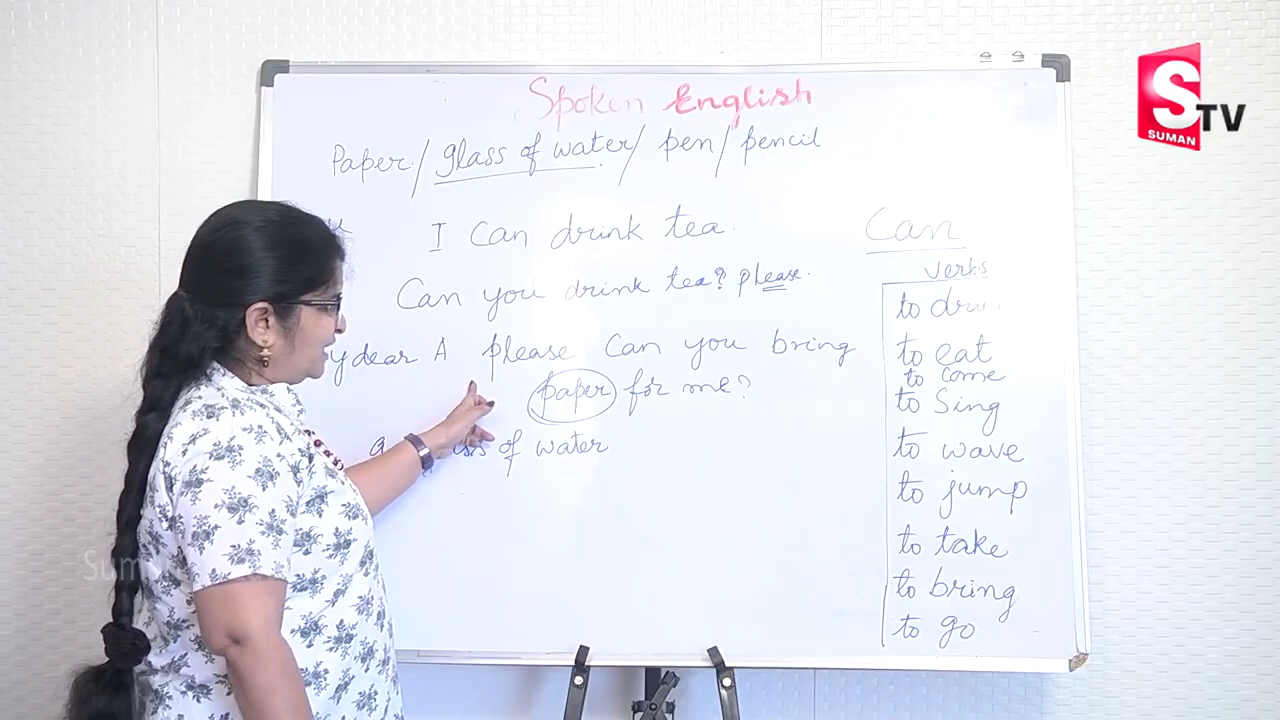 Spoken English
Paper / glass of water / pen / pencil
I Can drink tea.
Can you drink tea? please.
dear A please Can you bring
paper for me?
of water
Can
Verbs
to eat
to come
to Sing
to wave
to jump
to take
to bring
to go
S TV
SUMAN